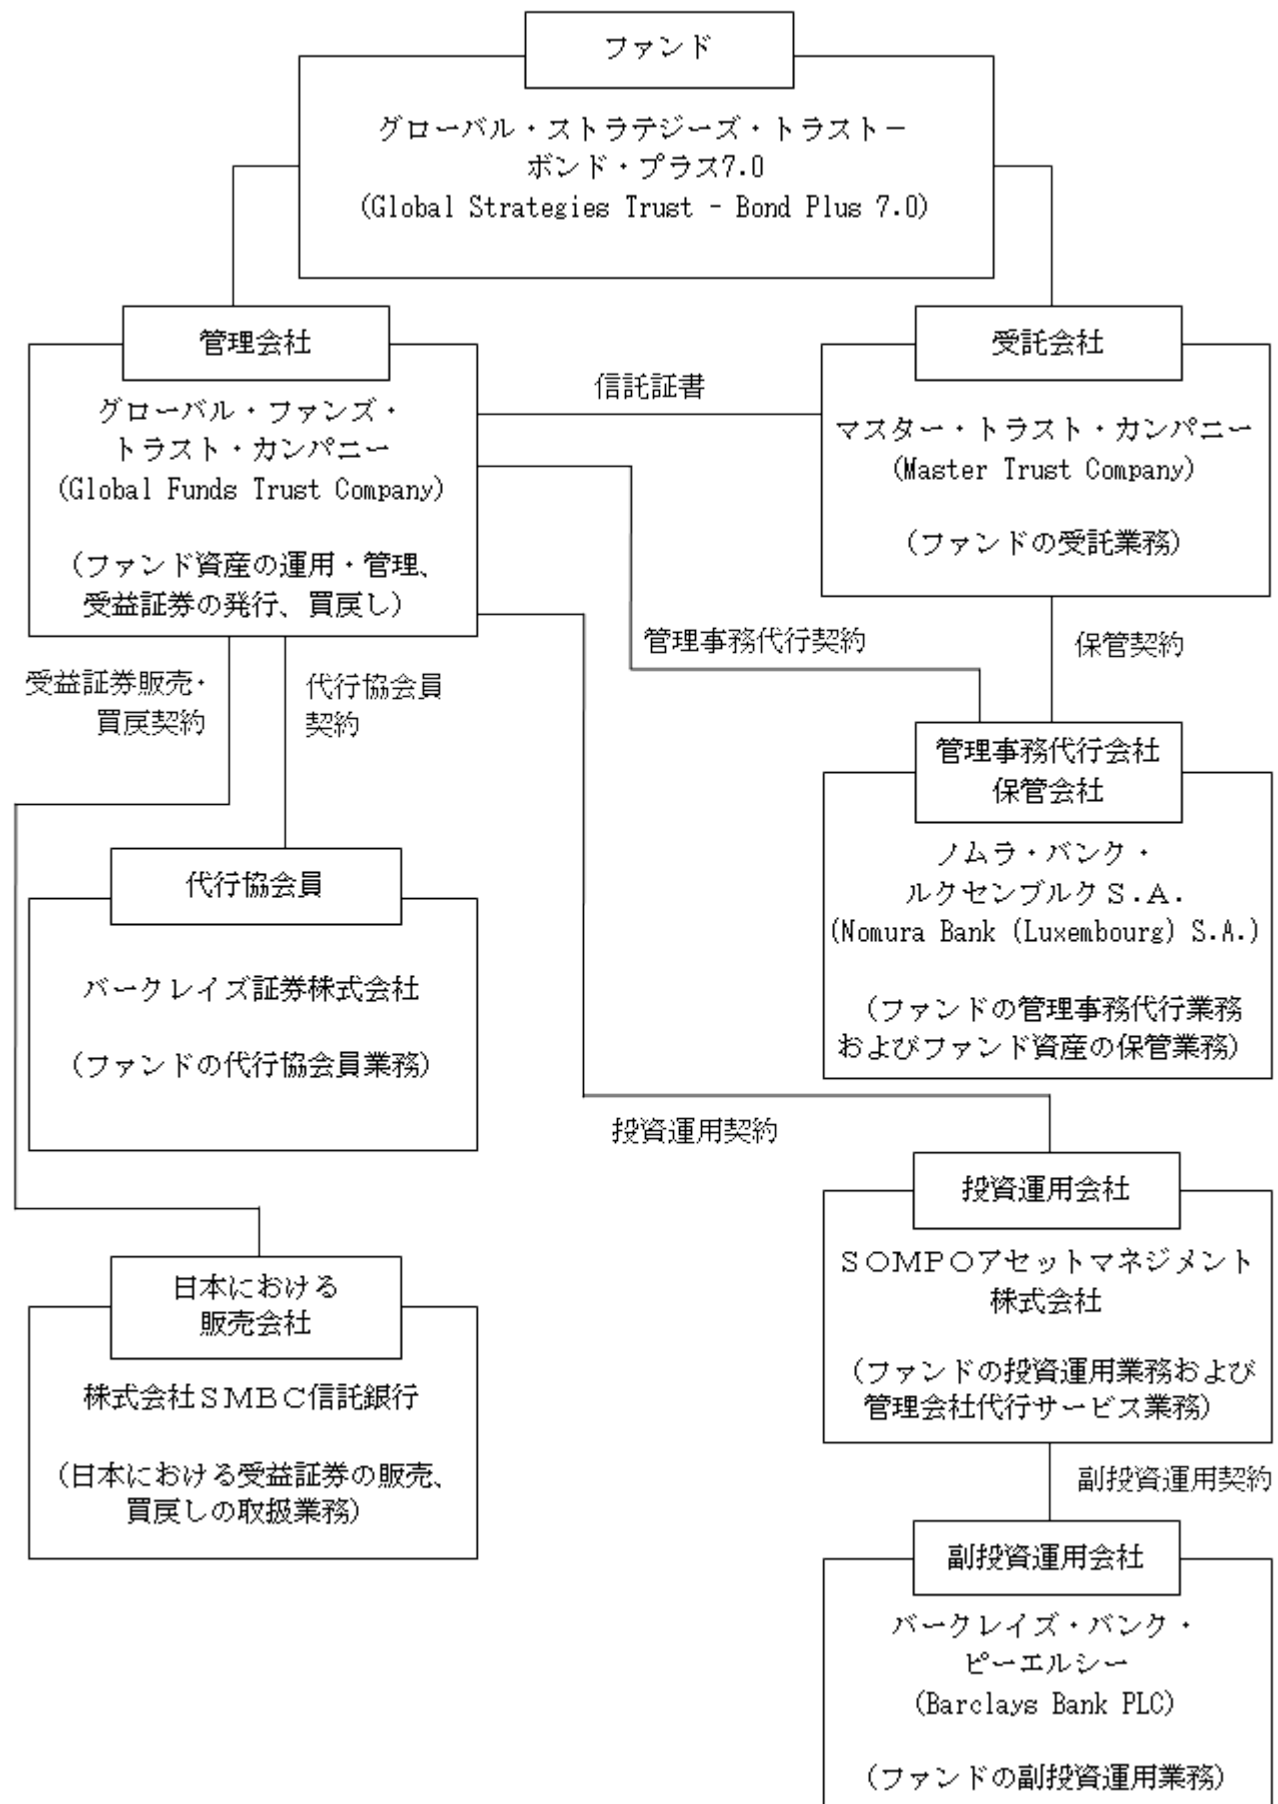 ファンド
グローバル・ストラテジーズ・トラスト－
ボンド・プラス7.0
(Global Strategies Trust - Bond Plus 7.0)
管理会社
グローバル・ファンズ・
トラスト・カンパニー
(Global Funds Trust Company)
（ファンド資産の運用・管理、
受益証券の発行、買戻し）
信託証書
受託会社
マスター・トラスト・カンパニー
(Master Trust Company)
（ファンドの受託業務）
受益証券販売・
買戻契約
代行協会員
契約
管理事務代行契約
保管契約
管理事務代行会社
保管会社
ノムラ・バンク・
ルクセンブルクＳ.Ａ.
(Nomura Bank (Luxembourg) S.A.)
（ファンドの管理事務代行業務
およびファンド資産の保管業務）
代行協会員
バークレイズ証券株式会社
（ファンドの代行協会員業務）
投資運用契約
投資運用会社
ＳＯＭＰＯアセットマネジメント
株式会社
（ファンドの投資運用業務および
管理会社代行サービス業務）
日本における
販売会社
株式会社ＳＭＢＣ信託銀行
（日本における受益証券の販売、
買戻しの取扱業務）
副投資運用契約
副投資運用会社
バークレイズ・バンク・
ピーエルシー
(Barclays Bank PLC)
（ファンドの副投資運用業務）